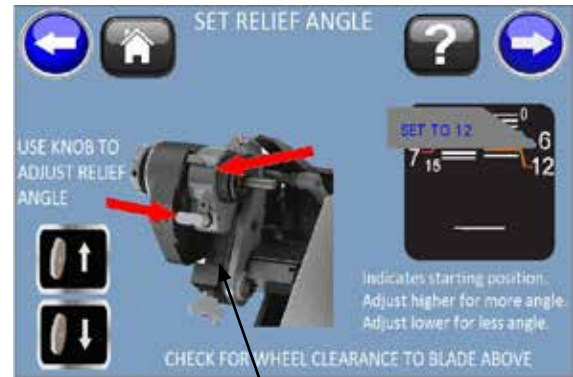 SET RELIEF ANGLE
?
USE KNOB TO
ADJUST RELIEF
ANGLE
0
SET TO 12
6
7
15
12
Indicates starting position.
Adjust higher for more angle.
Adjust lower for less angle.
CHECK FOR WHEEL CLEARANCE TO BLADE ABOVE